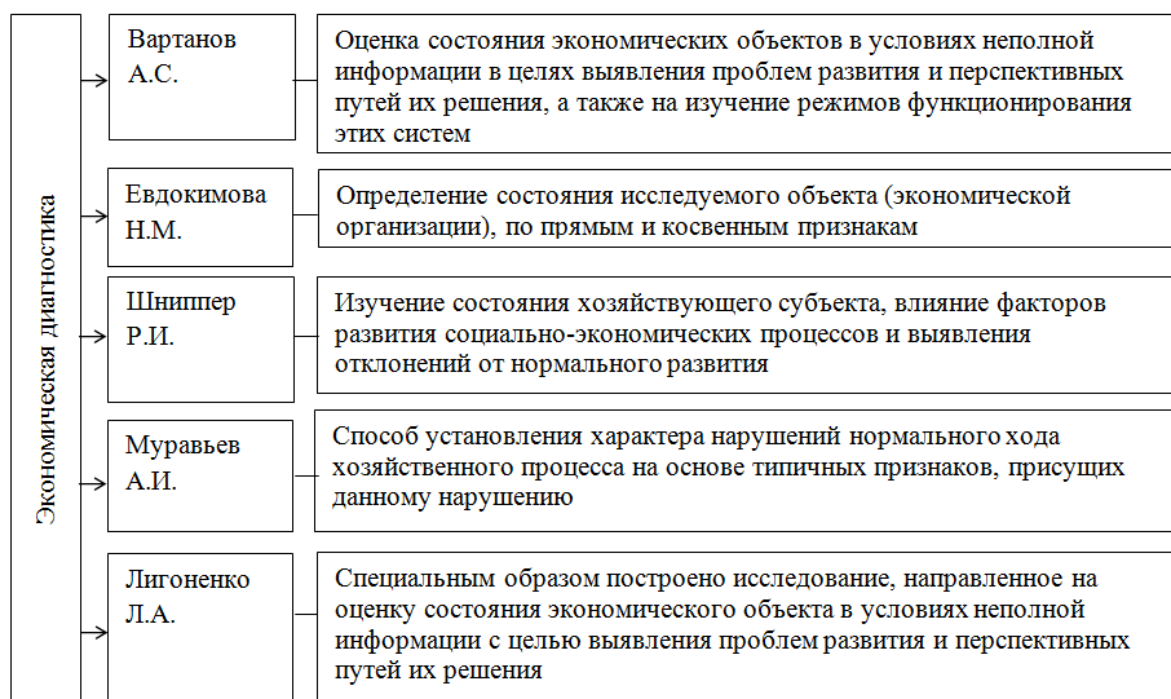 Экономическая диагностика
Вартанов
А.С.
Оценка состояния экономических объектов в условиях неполной
информации в целях выявления проблем развития и перспективных
путей их решения, а также на изучение режимов функционирования
этих систем
Евдокимова
Н.М.
Определение состояния исследуемого объекта (экономической
организации), по прямым и косвенным признакам
Шниппер
Р.И.
Изучение состояния хозяйствующего субъекта, влияние факторов
развития социально-экономических процессов и выявления
отклонений от нормального развития
Муравьев
А.И.
Способ установления характера нарушений нормального хода
хозяйственного процесса на основе типичных признаков, присущих
данному нарушению
Лигоненко
Л.А.
Специальным образом построено исследование, направленное на
оценку состояния экономического объекта в условиях неполной
информации с целью выявления проблем развития и перспективных
путей их решения